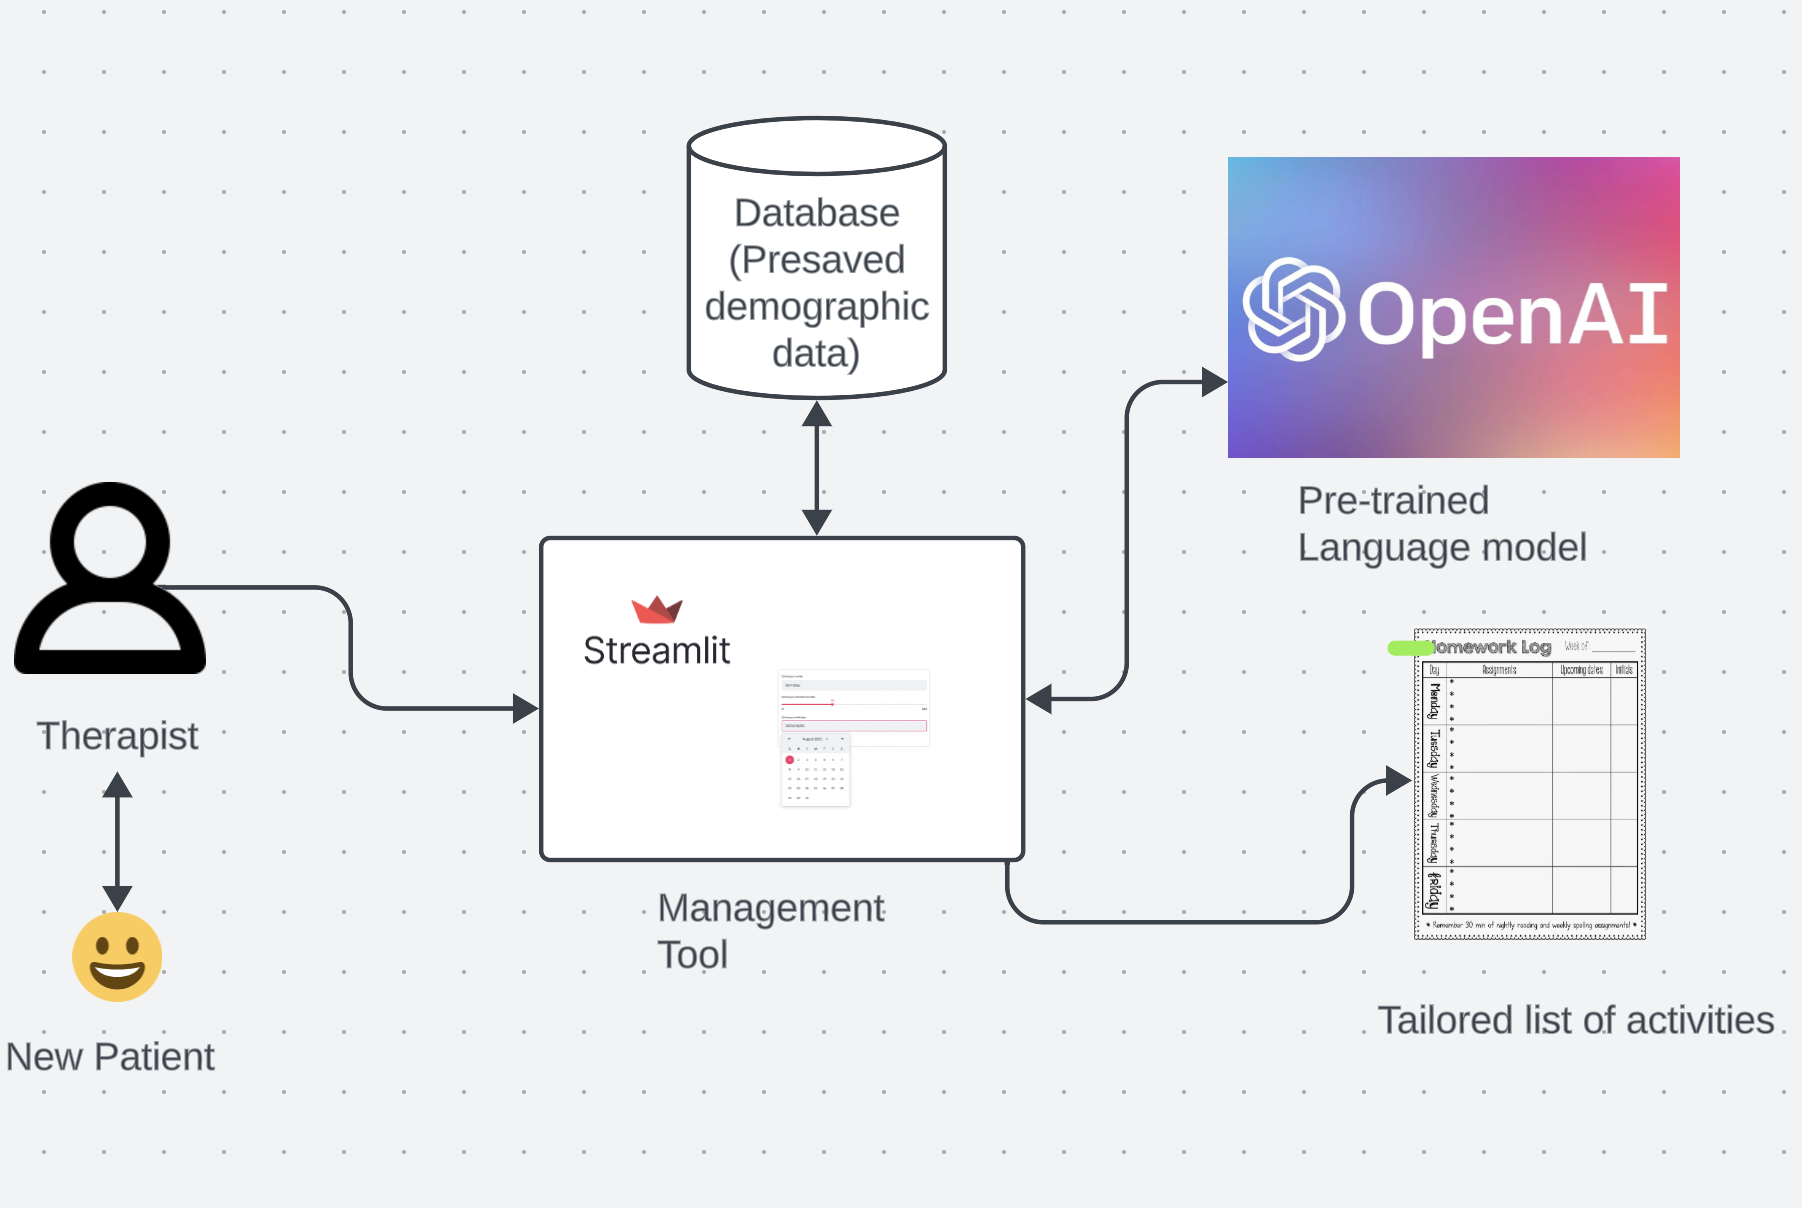 Database
(Presaved
demographic
data)
OpenAI
Pre-trained
Language model
Streamlit
Therapist
New Patient
Management
Tool
omework Log
Week of:
Day Assignments Upcoming dates Initials
Monday
Tuesday
Wednesday
Thursday
Friday
* Remember 30 min of nightly reading and weekly spelling assignments! *
Tailored list of activities